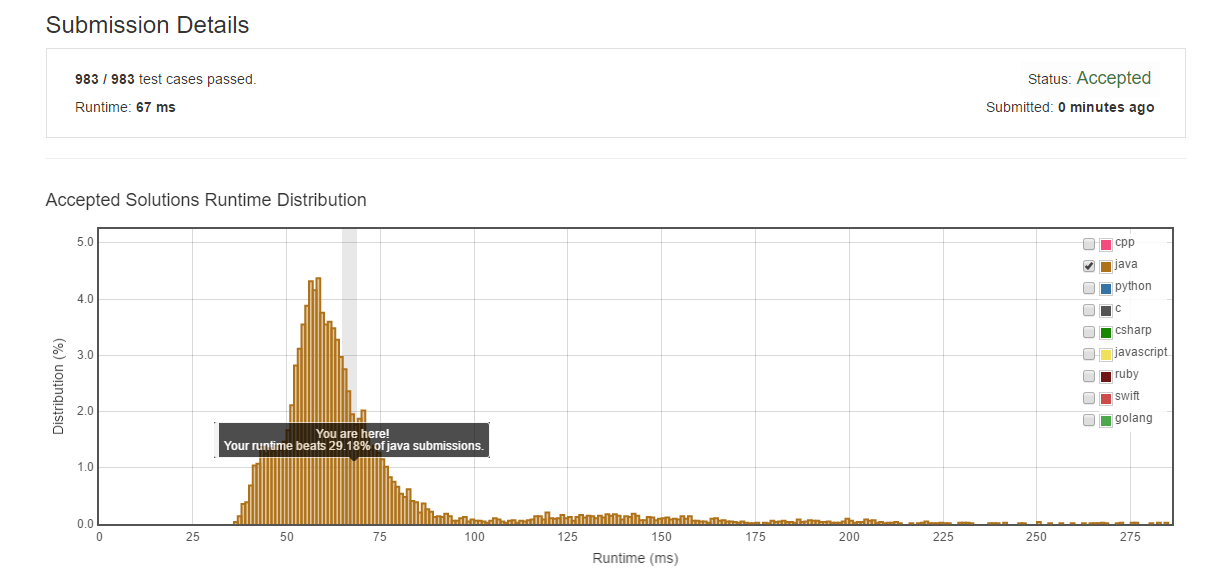 Submission Details
983 / 983 test cases passed.
Status: Accepted
Runtime: 67 ms
Submitted: 0 minutes ago
Accepted Solutions Runtime Distribution
5.0
4.0
3.0
2.0
1.0
0.0
Distribution (%)
cpp
java
python
c
csharp
javascript
ruby
swift
golang
You are here!
Your runtime beats 29.18% of java submissions.
0 25 50 75 100 125 150 175 200 225 250 275
Runtime (ms)